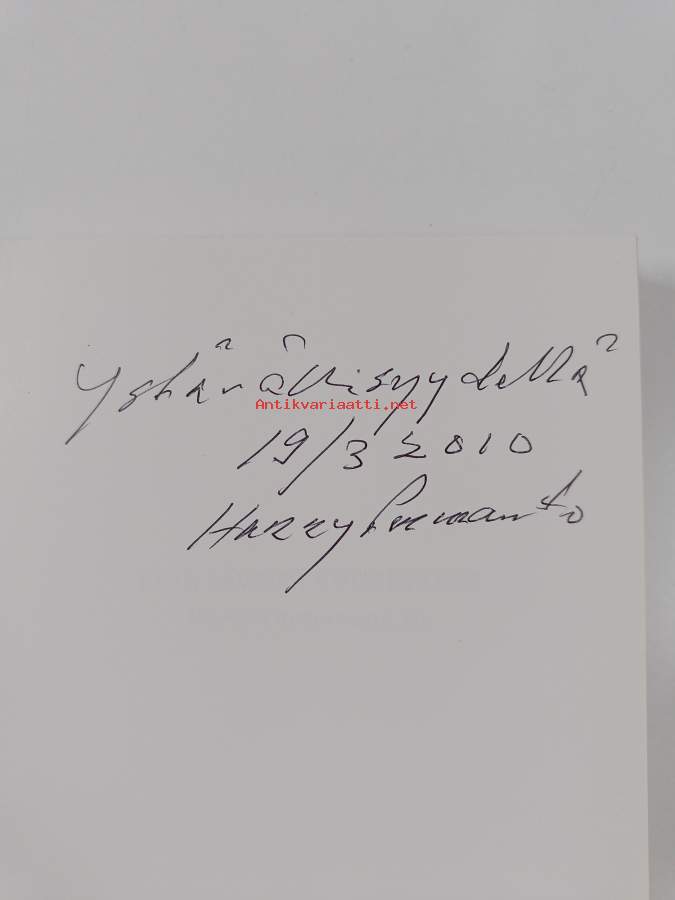 Ystävällisyydellä
Antikvariaatti.net
19/3 2010
Harry